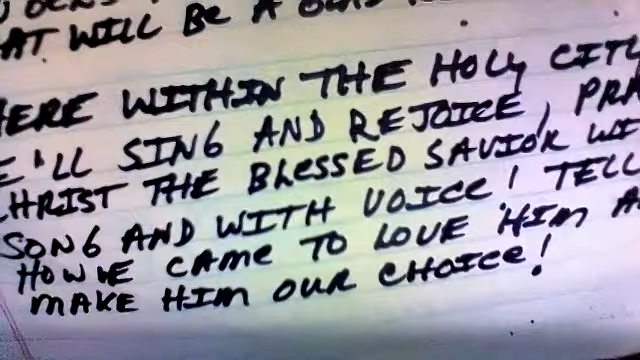 AT WILL BE A
HERE WITHIN THE HOLY CITY
E'LL SING AND REJOICE, PRA
CHRIST THE BLESSED SAVIOR WI
SONG AND WITH VOICE! TELL
HOW WE CAME TO LOVE HIM A
MAKE HIM OUR CHOICE!